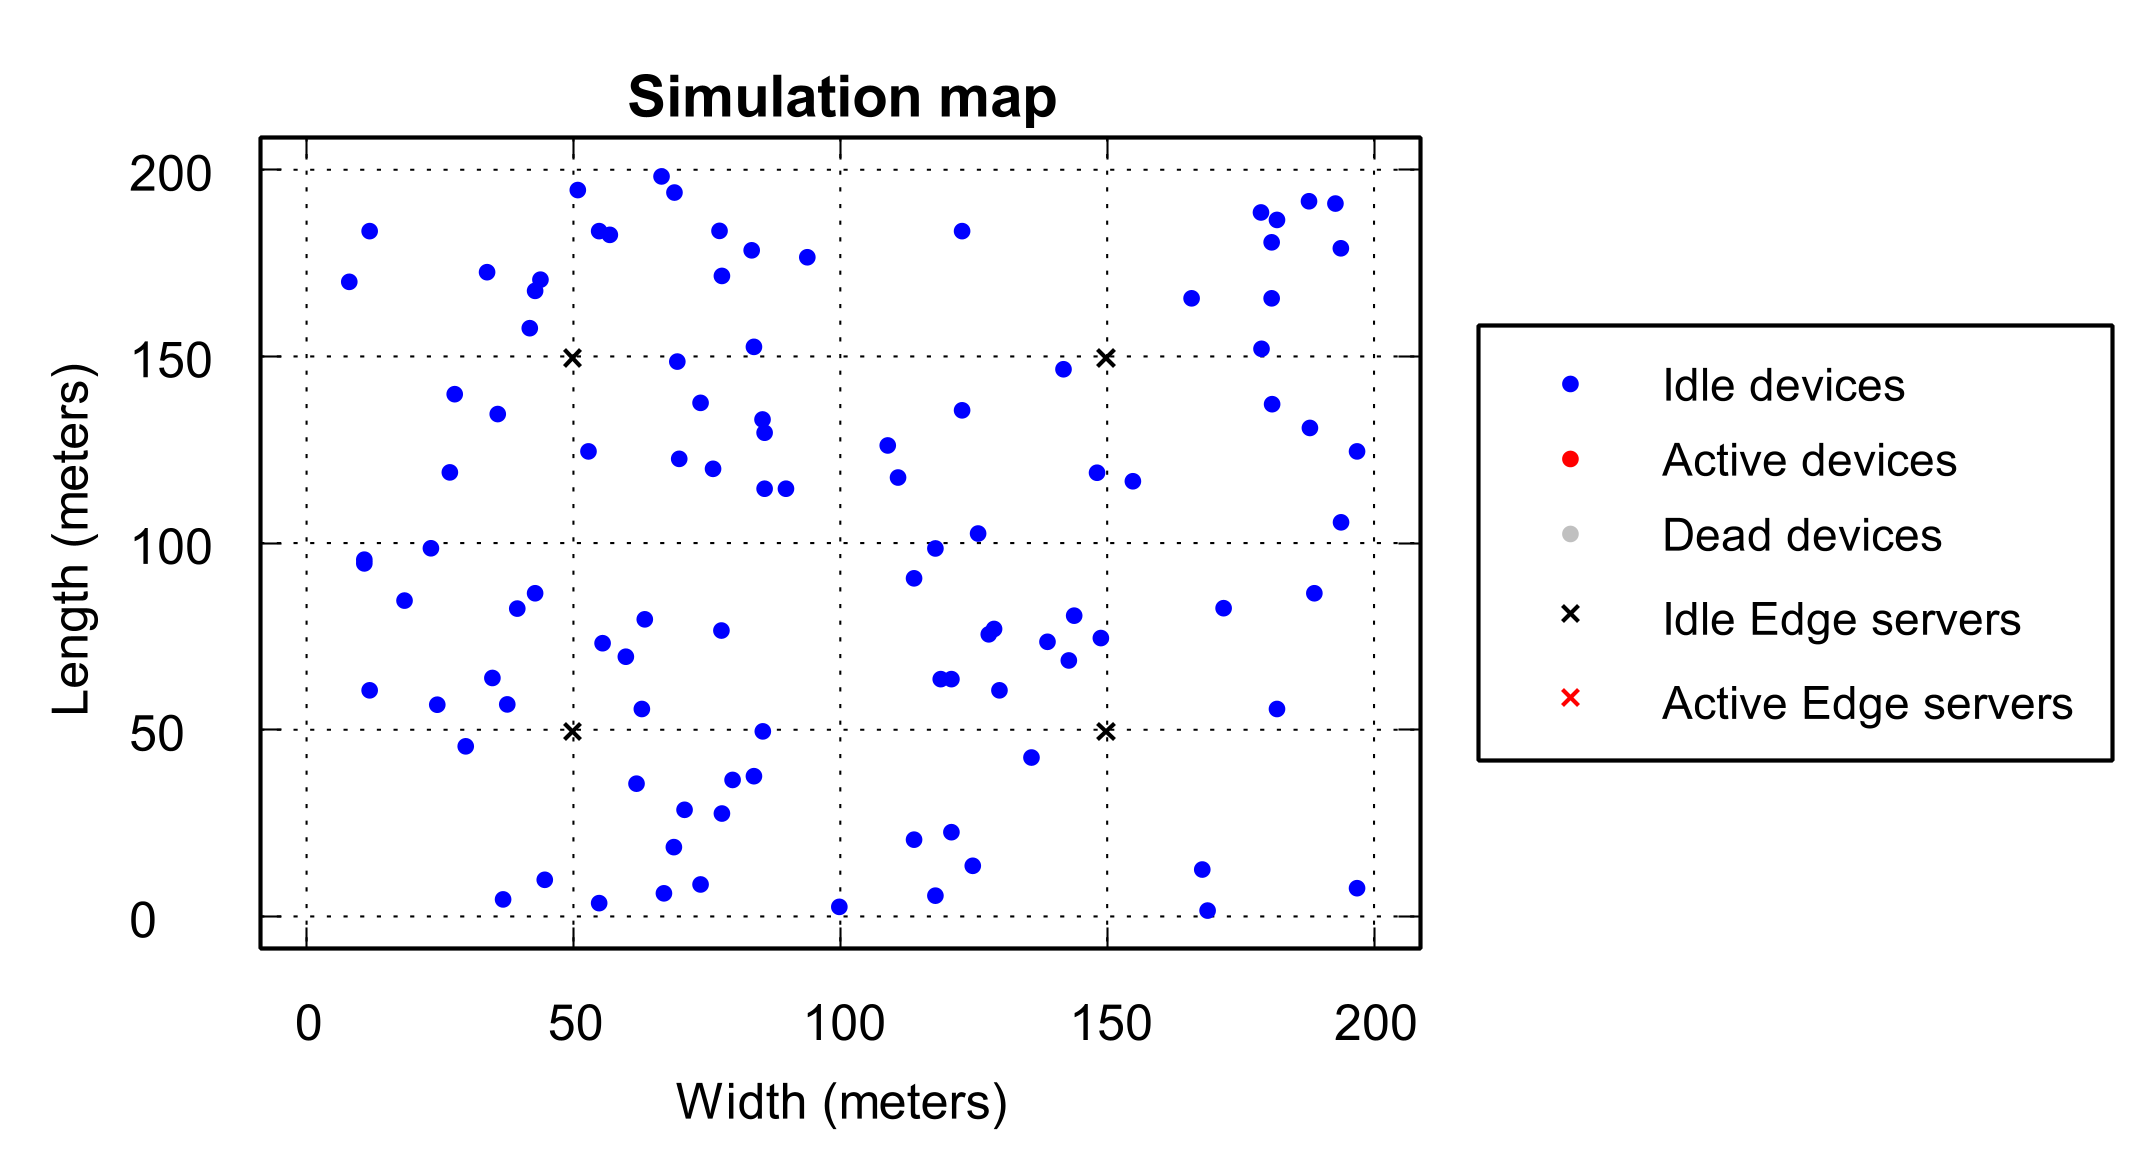 Simulation map
200
150
100
50
0
Length (meters)
0 50 100 150 200
Width (meters)
Idle devices
Active devices
Dead devices
Idle Edge servers
Active Edge servers